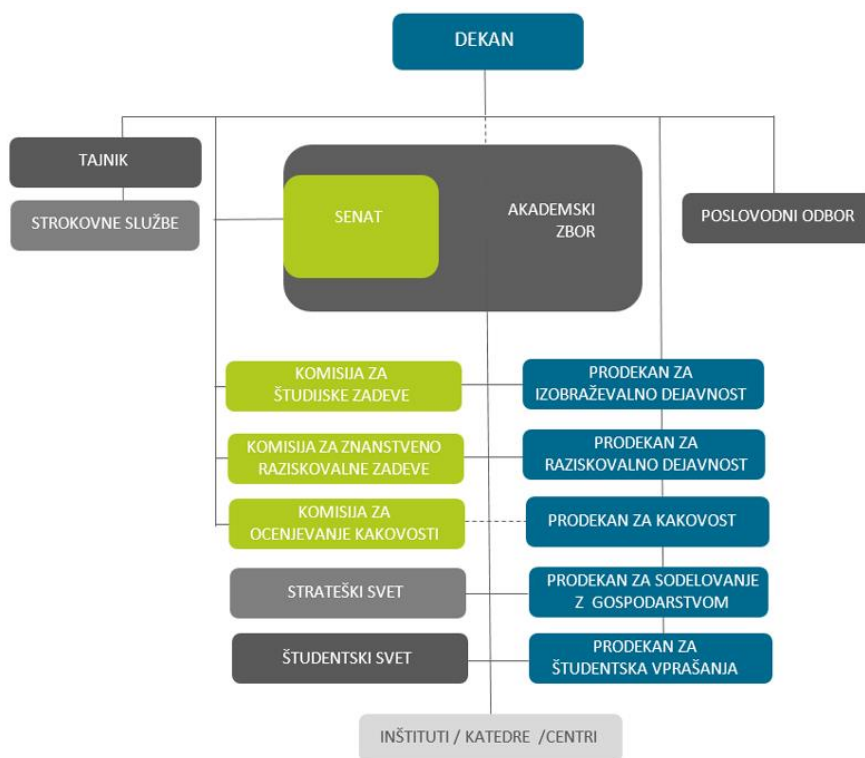 DEKAN
TAJNIK
STROKOVNE SLUŽBE
SENAT
AKADEMSKI
ZBOR
POSLOVODNI ODBOR
KOMISIJA ZA
ŠTUDIJSKE ZADEVE
PRODEKAN ZA
IZOBRAŽEVALNO DEJAVNOST
KOMISIJA ZA ZNANSTVENO
RAZISKOVALNE ZADEVE
PRODEKAN ZA
RAZISKOVALNO DEJAVNOST
KOMISIJA ZA
OCENJEVANJE KAKOVOSTI
PRODEKAN ZA KAKOVOST
STRATEŠKI SVET
PRODEKAN ZA SODELOVANJE
Z GOSPODARSTVOM
ŠTUDENTSKI SVET
PRODEKAN ZA
ŠTUDENTSKA VPRAŠANJA
INŠTITUTI / KATEDRE /CENTRI